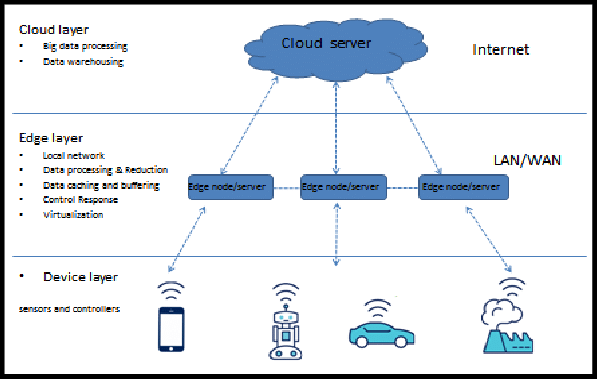 Cloud layer
• Big data processing
• Data warehousing
Cloud server
Internet
Edge layer
• Local network
• Data processing & Reduction
• Data caching and buffering
• Control Response
• Virtualization
LAN/WAN
Edge node/server
Edge node/server
Edge node/server
• Device layer
sensors and controllers